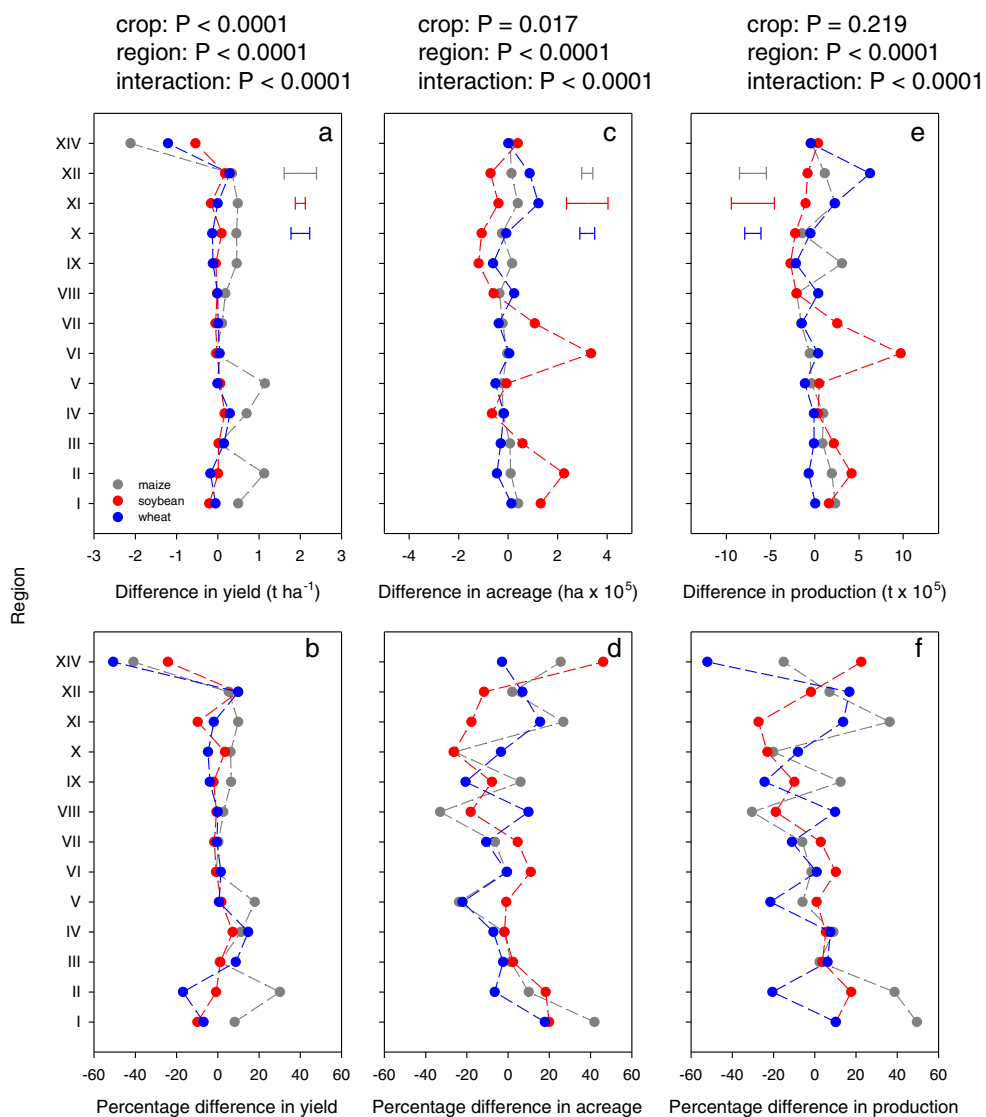 crop: P < 0.0001
region: P < 0.0001
interaction: P < 0.0001
crop: P = 0.017
region: P < 0.0001
interaction: P < 0.0001
crop: P = 0.219
region: P < 0.0001
interaction: P < 0.0001
a
c
e
XIV
XII
XI
X
IX
VIII
VII
VI
V
IV
III
II
I
maize
soybean
wheat
-3 -2 -1 0 1 2 3
-4 -2 0 2 4 6
-10 -5 0 5 10
Difference in yield (t ha⁻¹)
Difference in acreage (ha x 10⁵)
Difference in production (t x 10⁵)
Region
b
d
f
XIV
XII
XI
X
IX
VIII
VII
VI
V
IV
III
II
I
-60 -40 -20 0 20 40 60
-60 -40 -20 0 20 40 60
-60 -40 -20 0 20 40 60
Percentage difference in yield
Percentage difference in acreage
Percentage difference in production